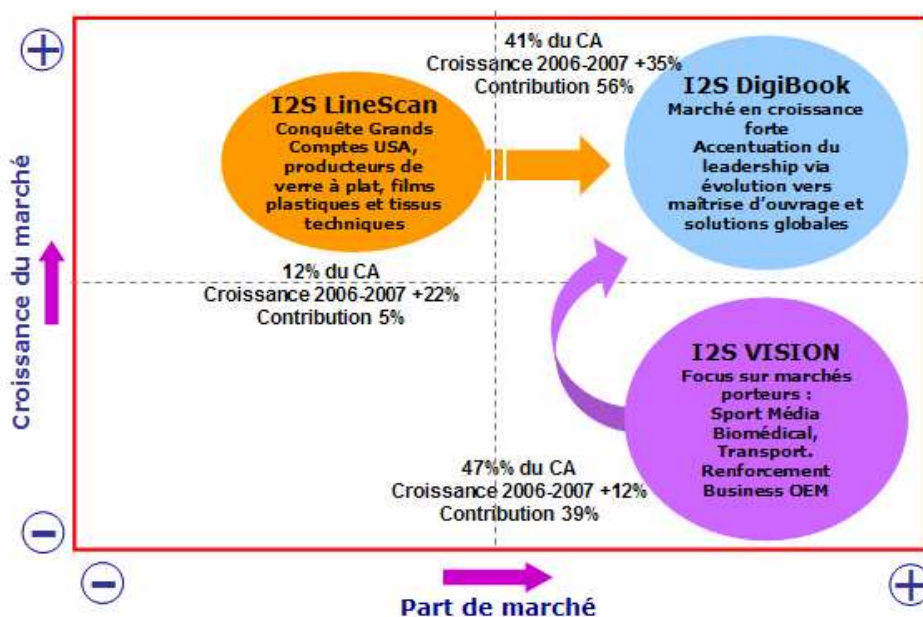 41% du CA
Croissance 2006-2007 +35%
Contribution 56%
I2S LineScan
Conquête Grands
Comptes USA,
producteurs de
verre à plat, films
plastiques et tissus
techniques
I2S DigiBook
Marché en croissance
forte
Accentuation du
leadership via
évolution vers
maîtrise d'ouvrage et
solutions globales
12% du CA
Croissance 2006-2007 +22%
Contribution 5%
I2S VISION
Focus sur marchés
porteurs :
Sport Média
Biomédical,
Transport.
Renforcement
Business OEM
47%% du CA
Croissance 2006-2007 +12%
Contribution 39%
Croissance du marché
+
−
−
+
Part de marché